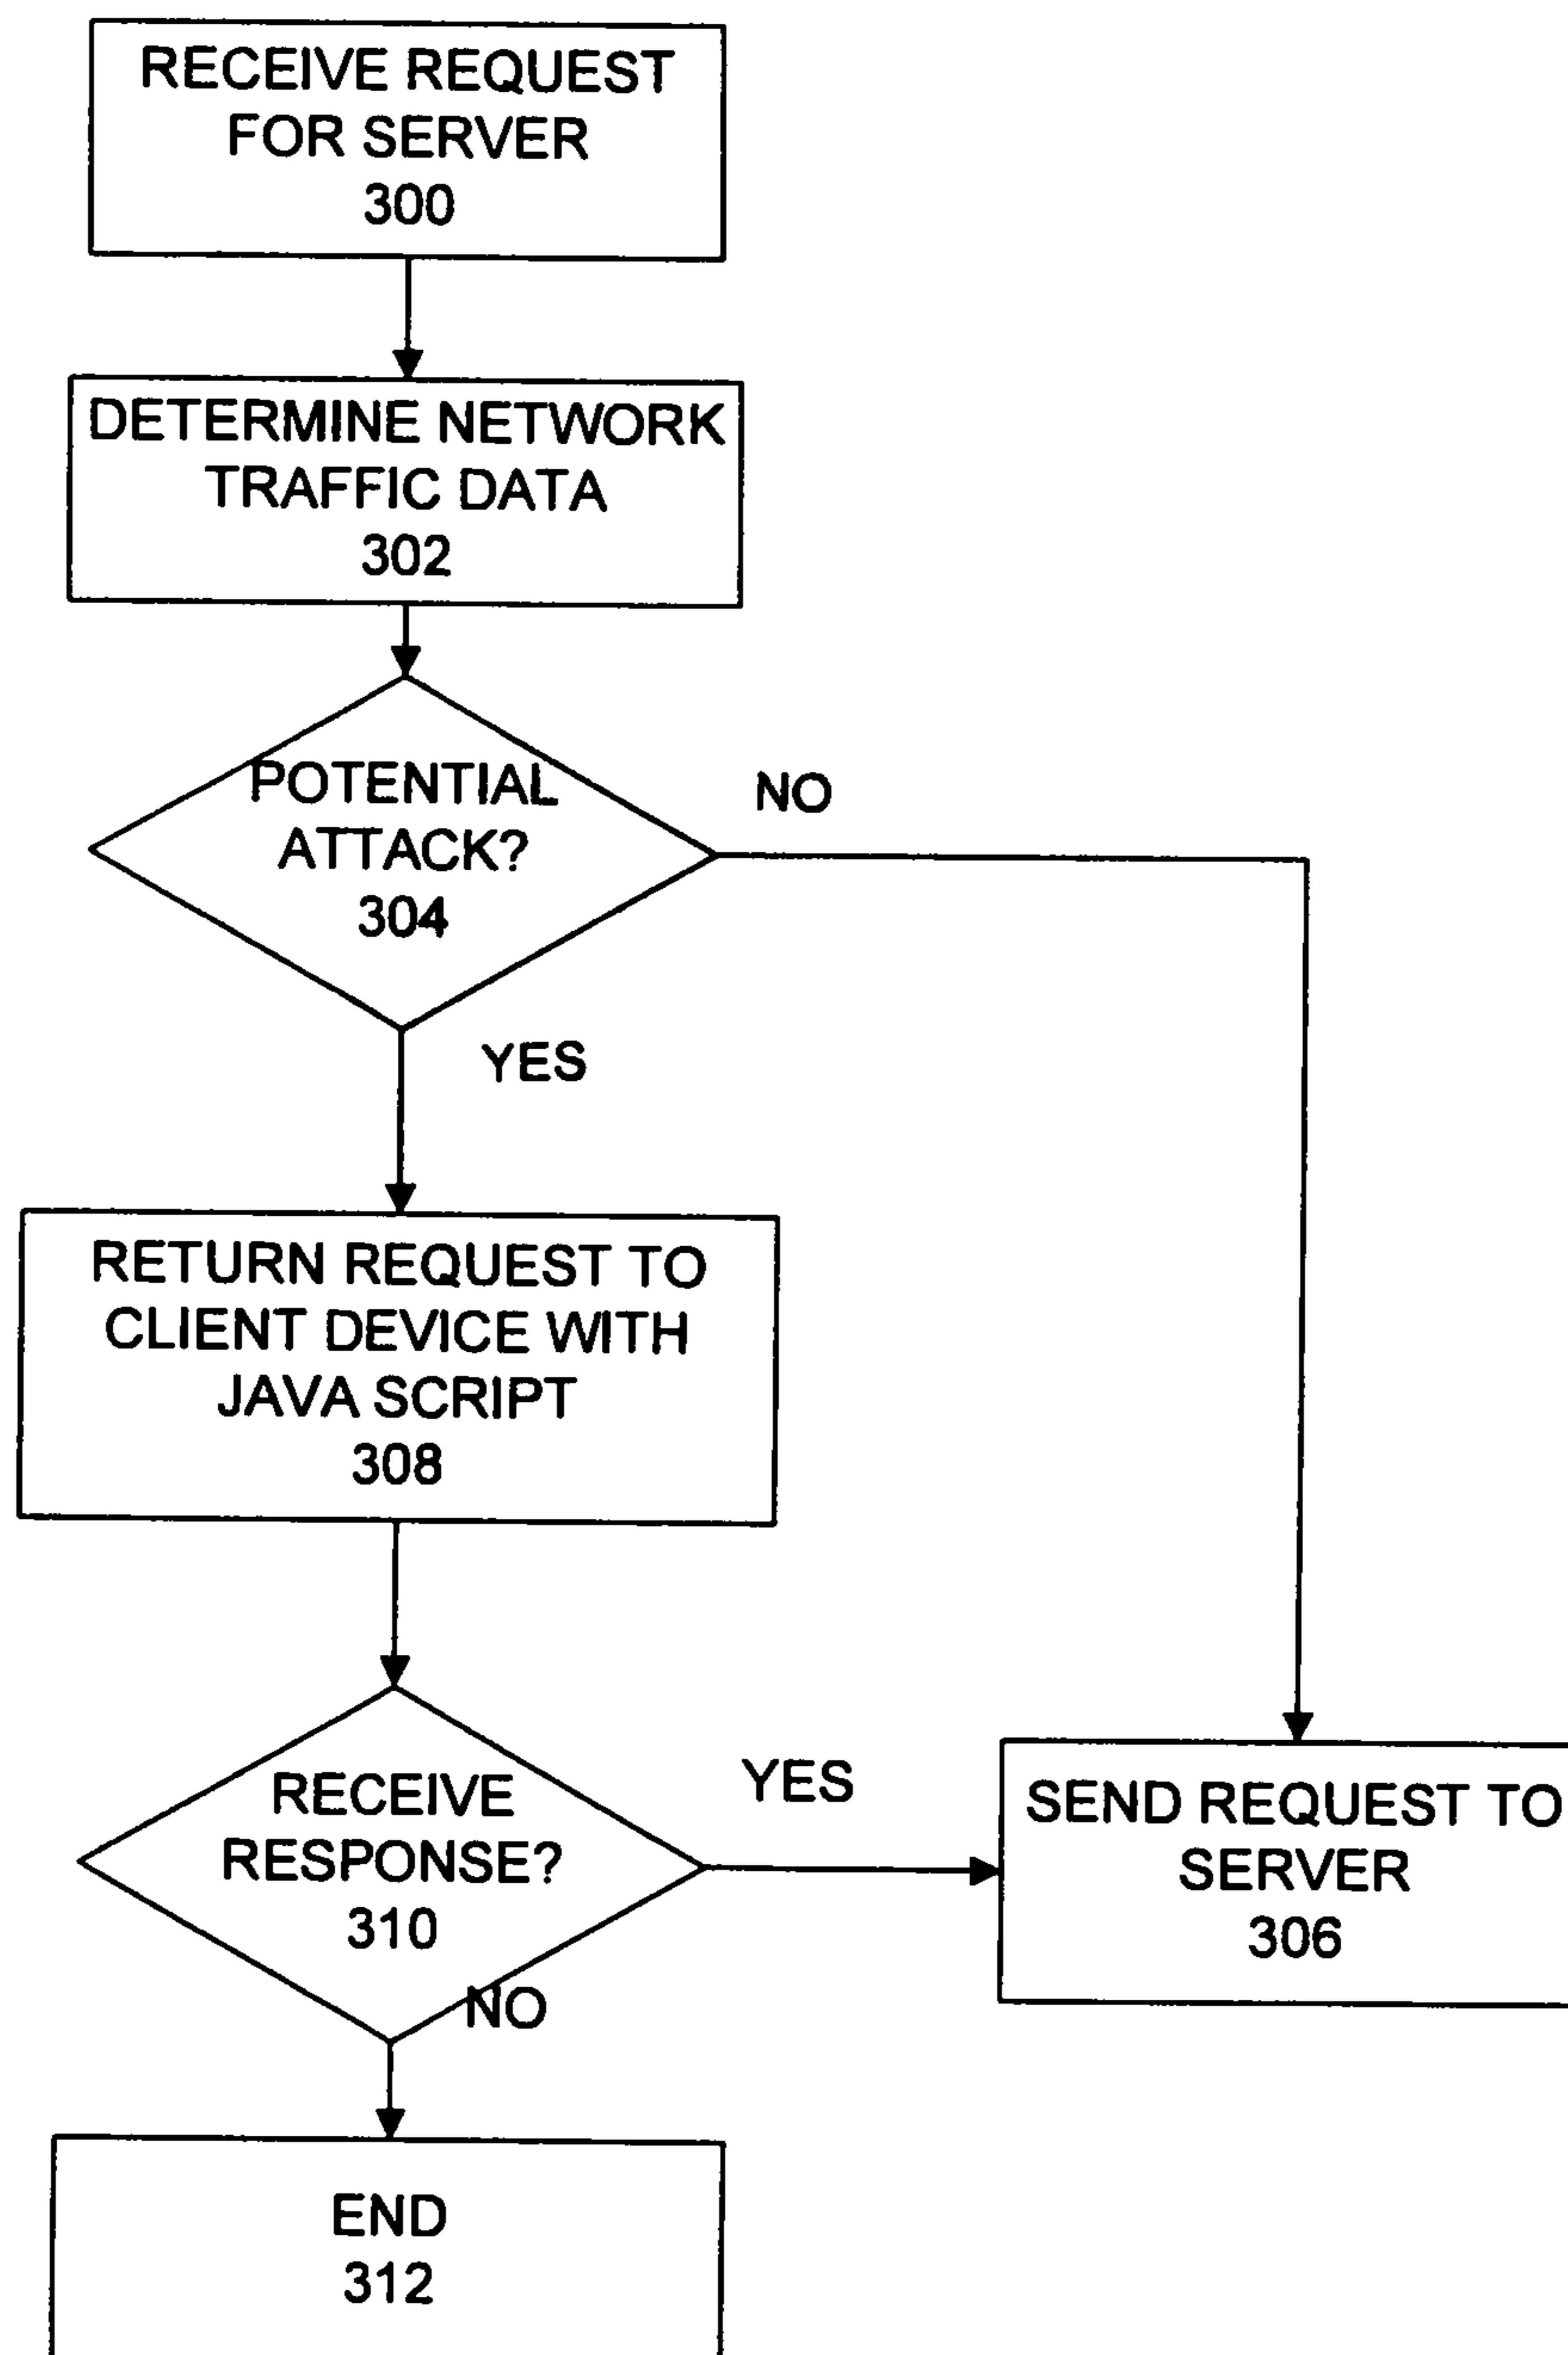 RECEIVE REQUEST
FOR SERVER
300
DETERMINE NETWORK
TRAFFIC DATA
302
POTENTIAL
ATTACK?
304
NO
YES
RETURN REQUEST TO
CLIENT DEVICE WITH
JAVA SCRIPT
308
RECEIVE
RESPONSE?
310
YES
NO
SEND REQUEST TO
SERVER
306
END
312